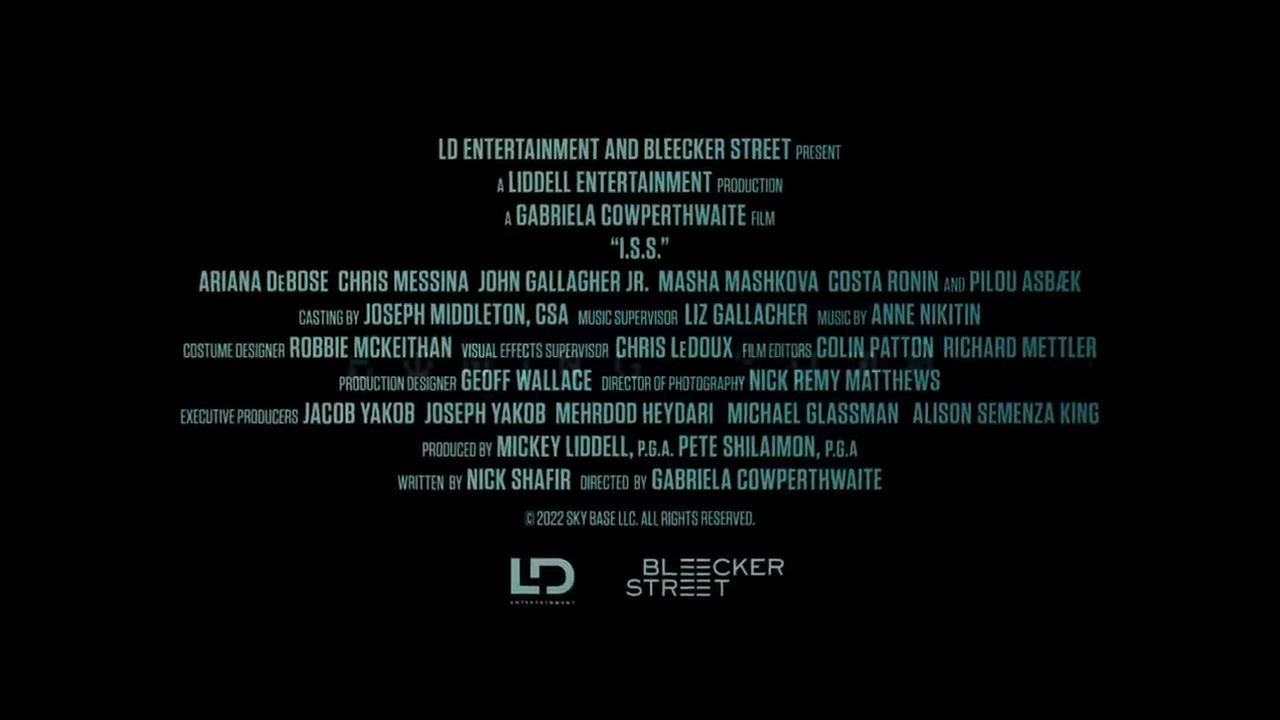 LD ENTERTAINMENT AND BLEECKER STREET PRESENT
A LIDDELL ENTERTAINMENT PRODUCTION
A GABRIELA COWPERTHWAITE FILM
“I.S.S.”
ARIANA DEBOSE CHRIS MESSINA JOHN GALLAGHER JR. MASHA MASHKOVA COSTA RONIN AND PILOU ASBÆK
CASTING BY JOSEPH MIDDLETON, CSA MUSIC SUPERVISOR LIZ GALLACHER MUSIC BY ANNE NIKITIN
COSTUME DESIGNER ROBBIE MCKEITHAN VISUAL EFFECTS SUPERVISOR CHRIS LEDOUX FILM EDITORS COLIN PATTON RICHARD METTLER
PRODUCTION DESIGNER GEOFF WALLACE DIRECTOR OF PHOTOGRAPHY NICK REMY MATTHEWS
EXECUTIVE PRODUCERS JACOB YAKOB JOSEPH YAKOB MEHRDOD HEYDARI MICHAEL GLASSMAN ALISON SEMENZA KING
PRODUCED BY MICKEY LIDDELL, P.G.A. PETE SHILAIMON, P.G.A
WRITTEN BY NICK SHAFIR DIRECTED BY GABRIELA COWPERTHWAITE
© 2022 SKY BASE LLC. ALL RIGHTS RESERVED.
LD
ENTERTAINMENT
BLEECKER
STREET